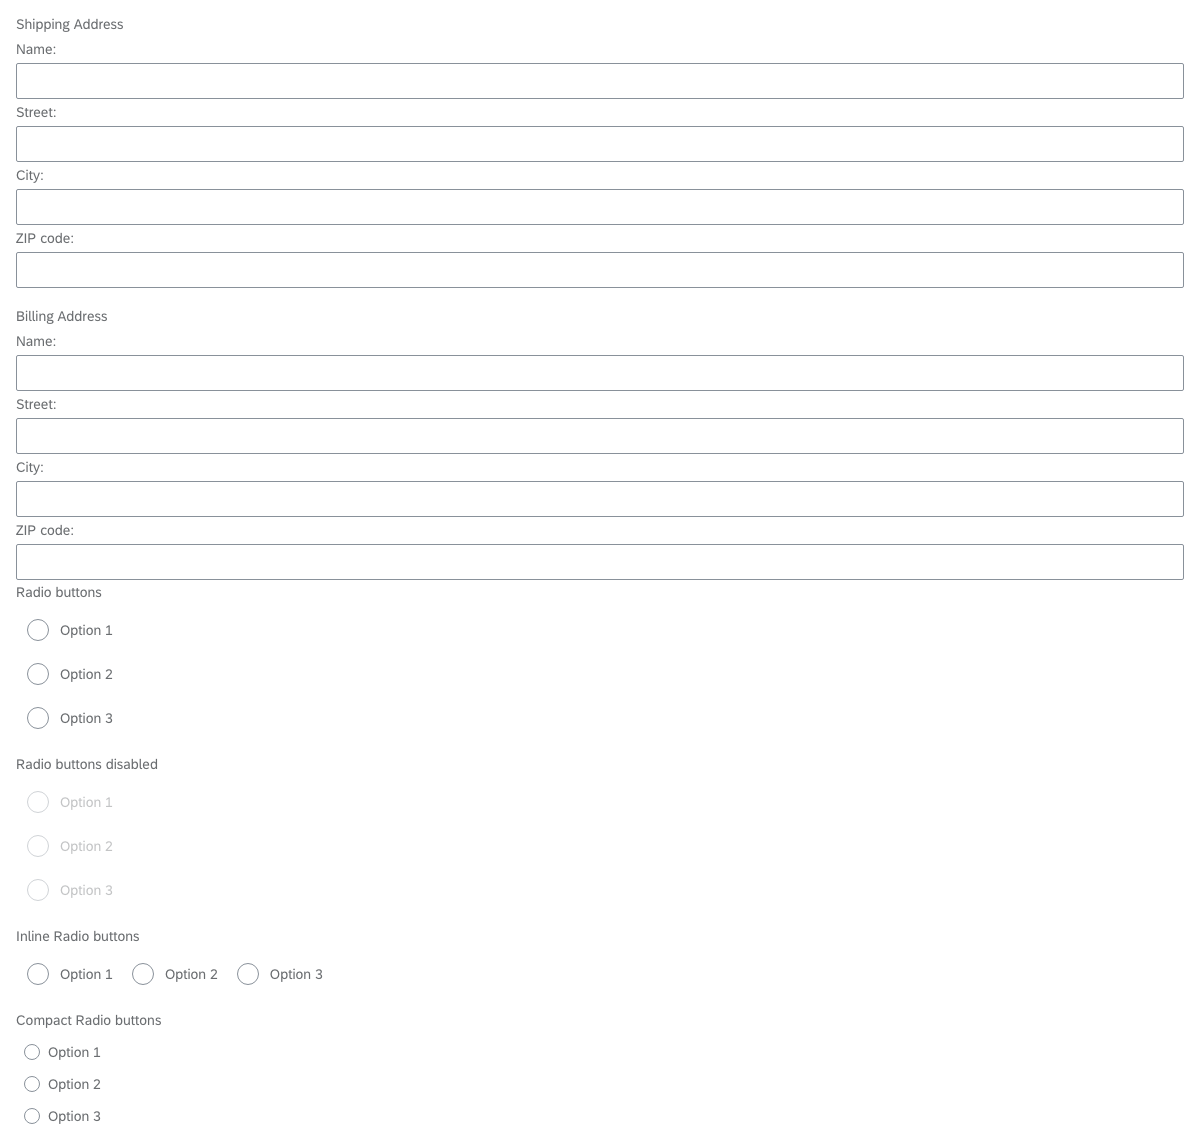 Shipping Address
Name:
Street:
City:
ZIP code:
Billing Address
Name:
Street:
City:
ZIP code:
Radio buttons
Option 1
Option 2
Option 3
Radio buttons disabled
Option 1
Option 2
Option 3
Inline Radio buttons
Option 1 Option 2 Option 3
Compact Radio buttons
Option 1
Option 2
Option 3